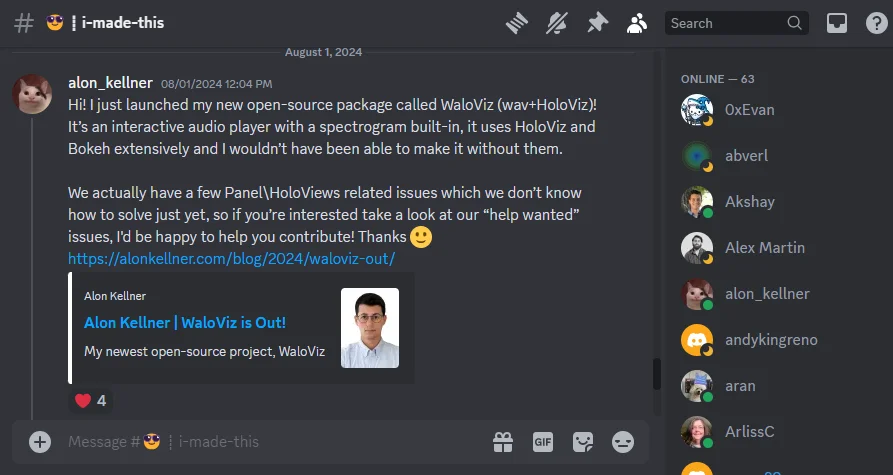 # 😎 ┋ i-made-this
Search
August 1, 2024
alon_kellner 08/01/2024 12:04 PM
Hi! I just launched my new open-source package called WaloViz (wav+HoloViz)!
It’s an interactive audio player with a spectrogram built-in, it uses HoloViz and
Bokeh extensively and I wouldn’t have been able to make it without them.
We actually have a few Panel\HoloViews related issues which we don’t know
how to solve just yet, so if you’re interested take a look at our “help wanted”
issues, I'd be happy to help you contribute! Thanks 🙂
https://alonkellner.com/blog/2024/waloviz-out/
Alon Kellner
Alon Kellner | WaloViz is Out!
My newest open-source project, WaloViz
❤️ 4
Message #😎 ┋ i-made-this
GIF
ONLINE — 63
0xEvan
abverl
Akshay
Alex Martin
alon_kellner
andykingreno
aran
ArlissC